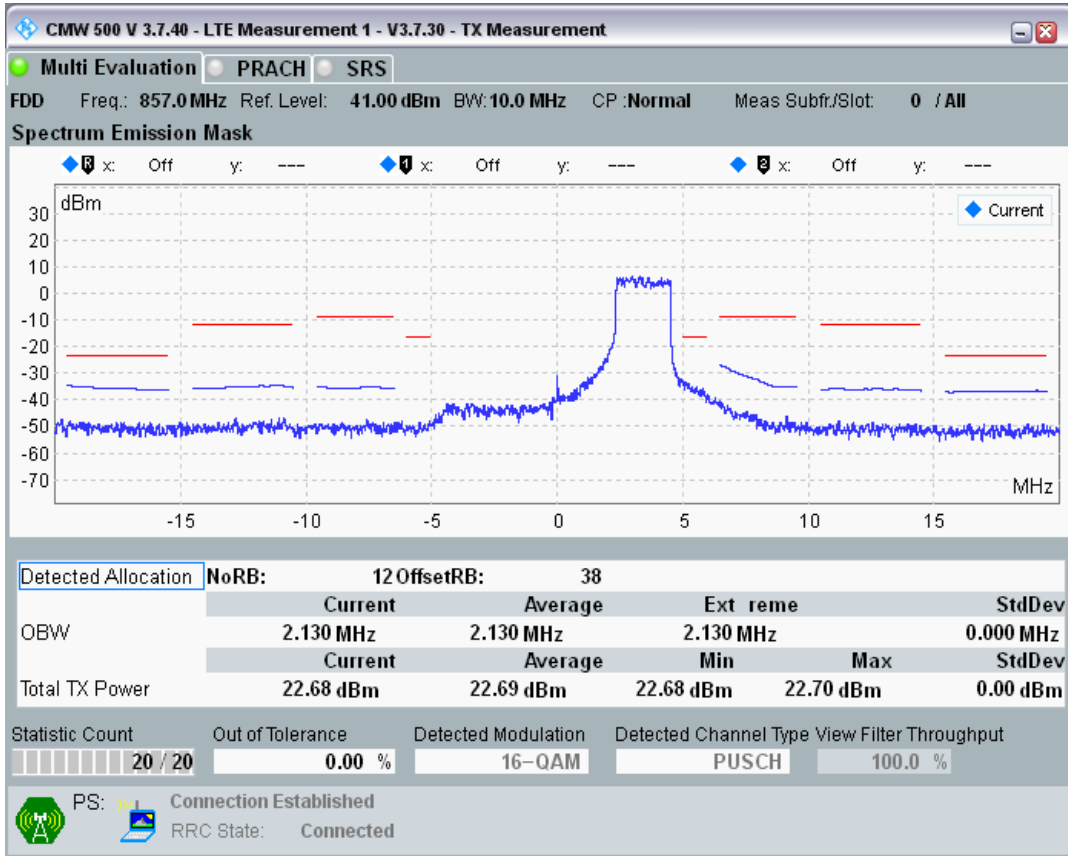 CMW 500 V 3.7.40 - LTE Measurement 1 - V3.7.30 - TX Measurement
Multi Evaluation PRACH SRS
FDD Freq.: 857.0 MHz Ref. Level: 41.00 dBm BW: 10.0 MHz CP :Normal Meas Subfr./Slot: 0 / All
Spectrum Emission Mask
R x: Off y: --- 1 x: Off y: --- 2 x: Off y: ---
dBm
Current
30
20
10
0
-10
-20
-30
-40
-50
-60
-70
MHz
-15 -10 -5 0 5 10 15
Detected Allocation NoRB: 12 OffsetRB: 38
Current Average Ext reme StdDev
OBW 2.130 MHz 2.130 MHz 2.130 MHz 0.000 MHz
Current Average Min Max StdDev
Total TX Power 22.68 dBm 22.69 dBm 22.68 dBm 22.70 dBm 0.00 dBm
Statistic Count Out of Tolerance Detected Modulation Detected Channel Type View Filter Throughput
20 / 20 0.00 % 16-QAM PUSCH 100.0 %
PS: Connection Established
RRC State: Connected